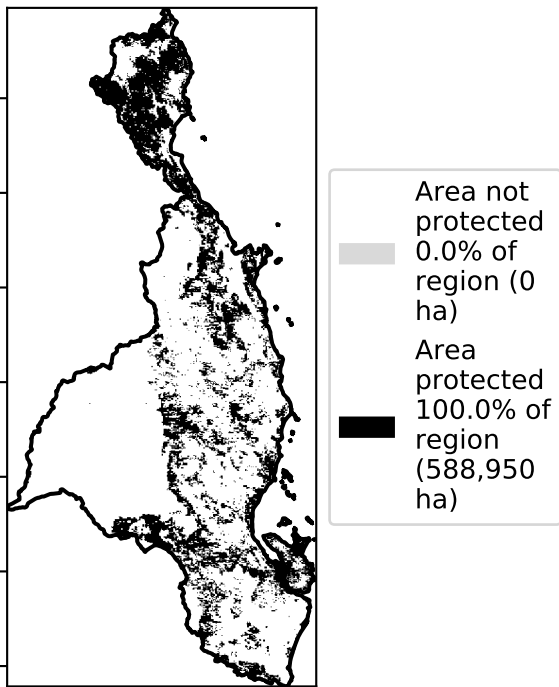 Area not
protected
0.0% of
region (0
ha)
Area
protected
100.0% of
region
(588,950
ha)